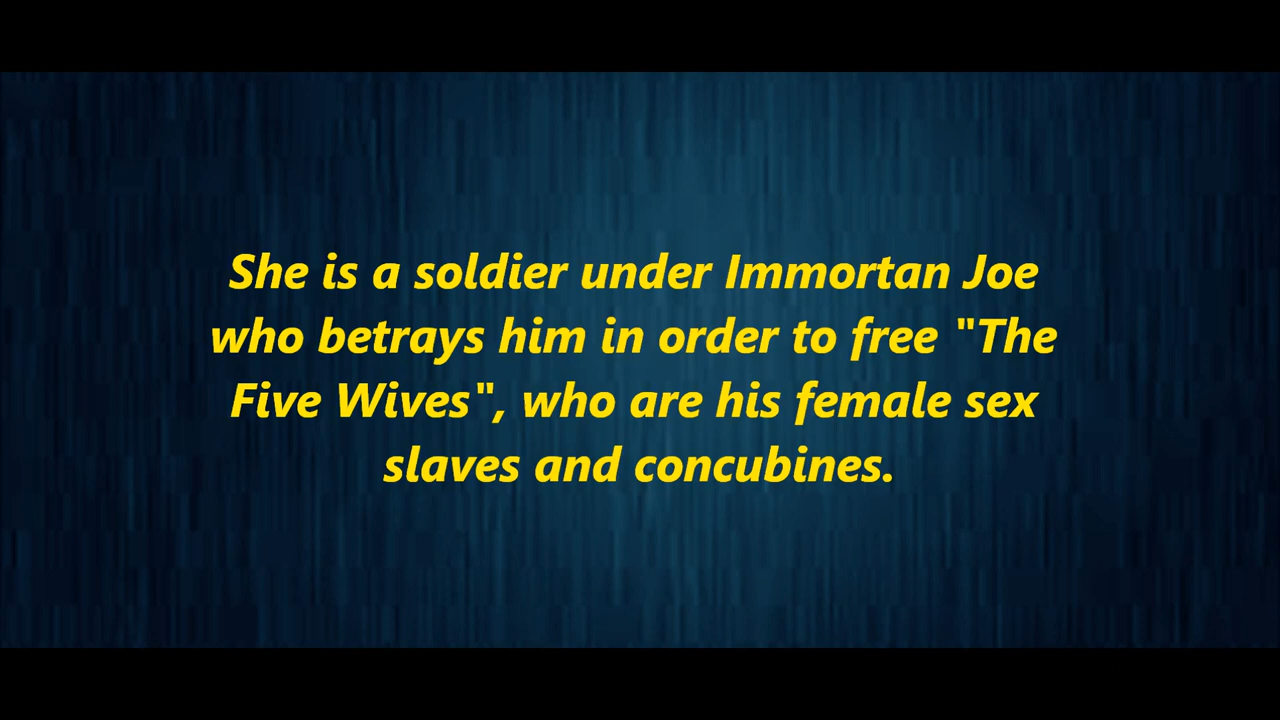 She is a soldier under Immortan Joe
who betrays him in order to free "The
Five Wives", who are his female sex
slaves and concubines.